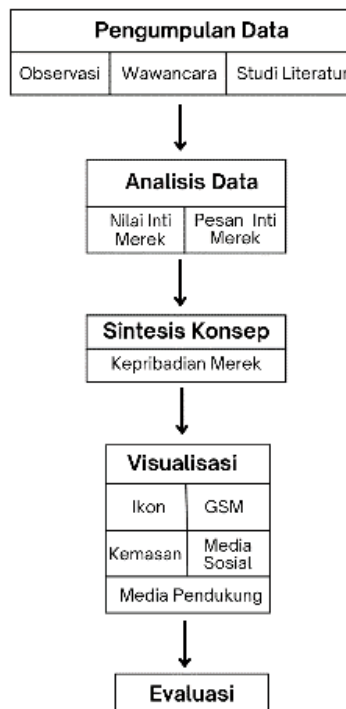 Pengumpulan Data
Observasi Wawancara Studi Literatur
Analisis Data
Nilai Inti Pesan Inti
Merek Merek
Sintesis Konsep
Kepribadian Merek
Visualisasi
Ikon GSM
Kemasan Media
Sosial
Media Pendukung
Evaluasi